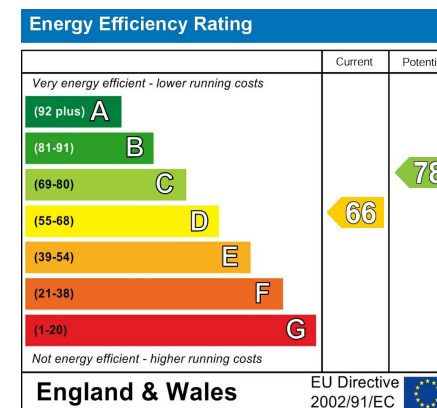 Energy Efficiency Rating
Current Potenti
Very energy efficient - lower running costs
(92 plus) A
(81-91) B
(69-80) C
78
(55-68) D
66
(39-54) E
(21-38) F
(1-20) G
Not energy efficient - higher running costs
England & Wales
EU Directive
2002/91/EC